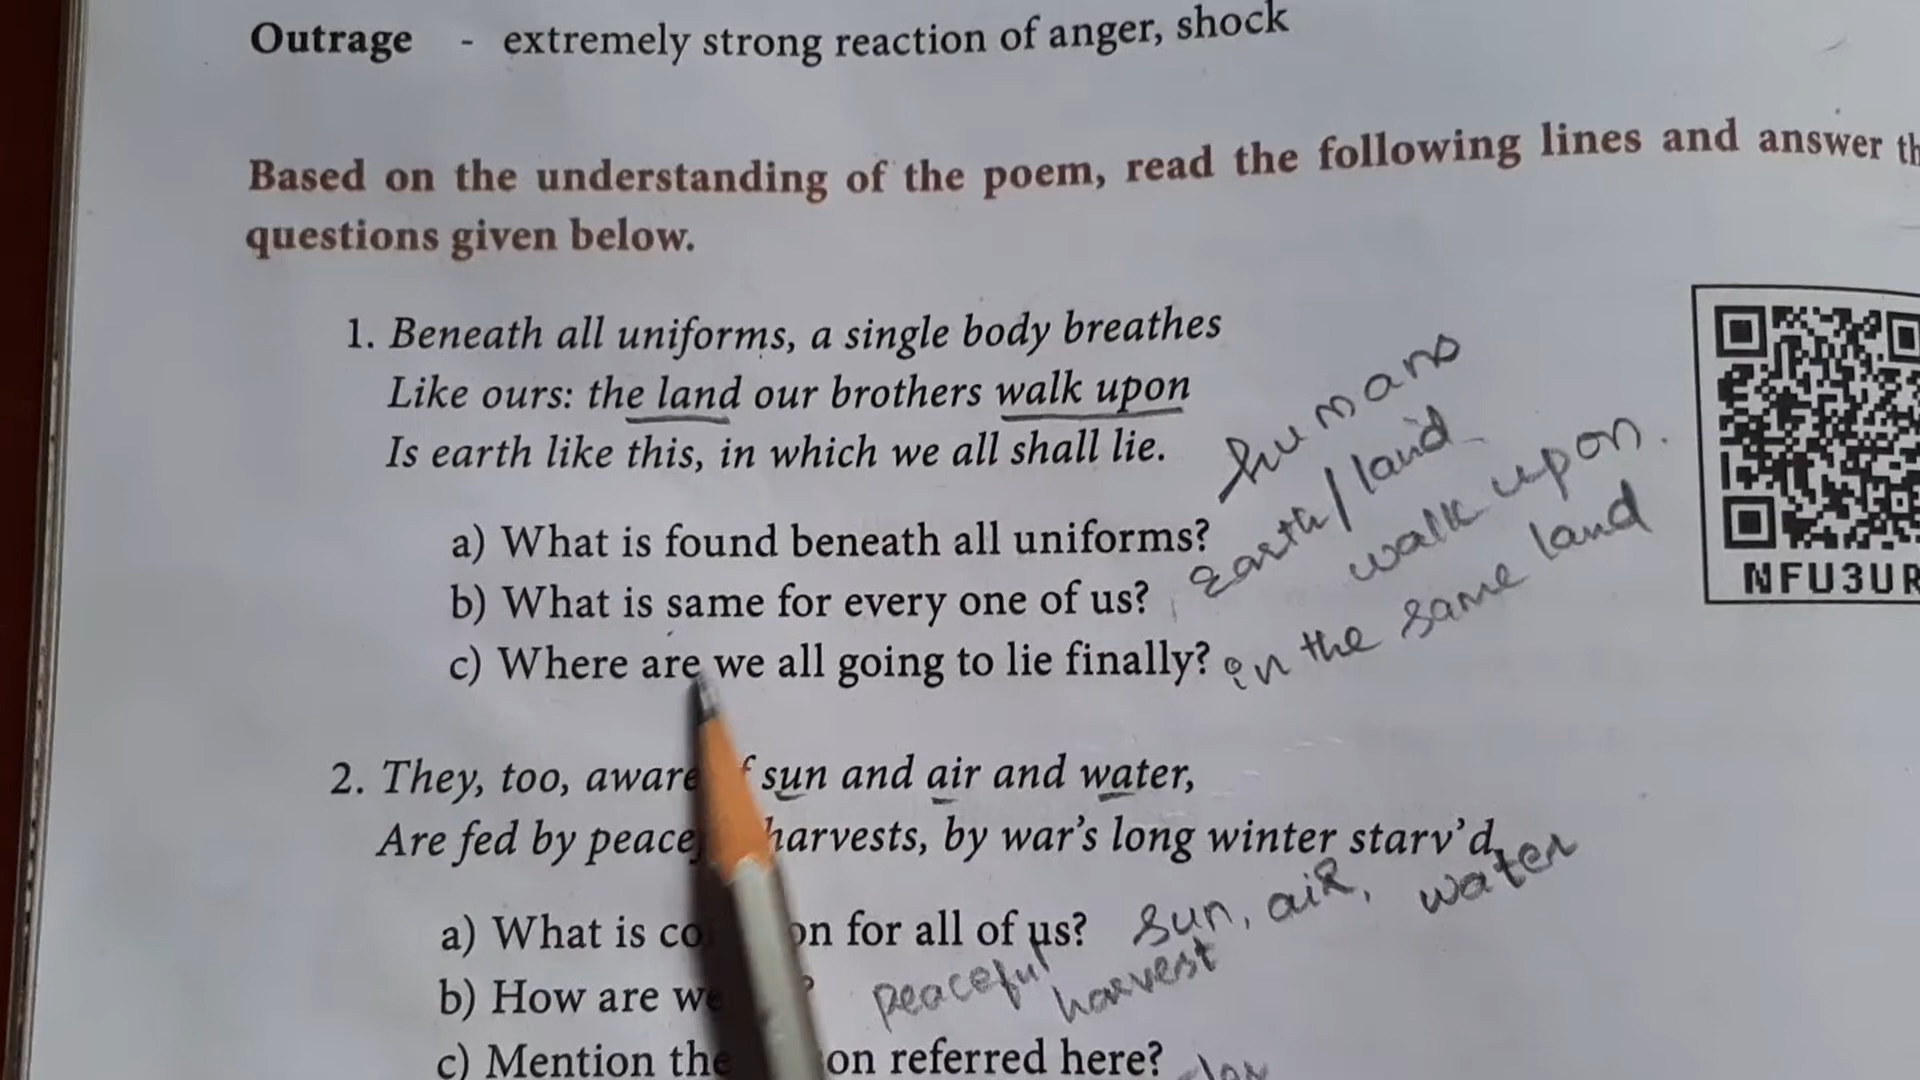 Outrage - extremely strong reaction of anger, shock
Based on the understanding of the poem, read the following lines and answer th
questions given below.
1. Beneath all uniforms, a single body breathes
Like ours: the land our brothers walk upon
Is earth like this, in which we all shall lie.
a) What is found beneath all uniforms? humans
b) What is same for every one of us? earth/land
walk upon.
c) Where are we all going to lie finally? in the same land
NFU3UR
2. They, too, aware sun and air and water,
Are fed by peace harvests, by war's long winter starv'd,
a) What is co on for all of us? sun, air, water
b) How are we ? peaceful harvest
c) Mention the on referred here?